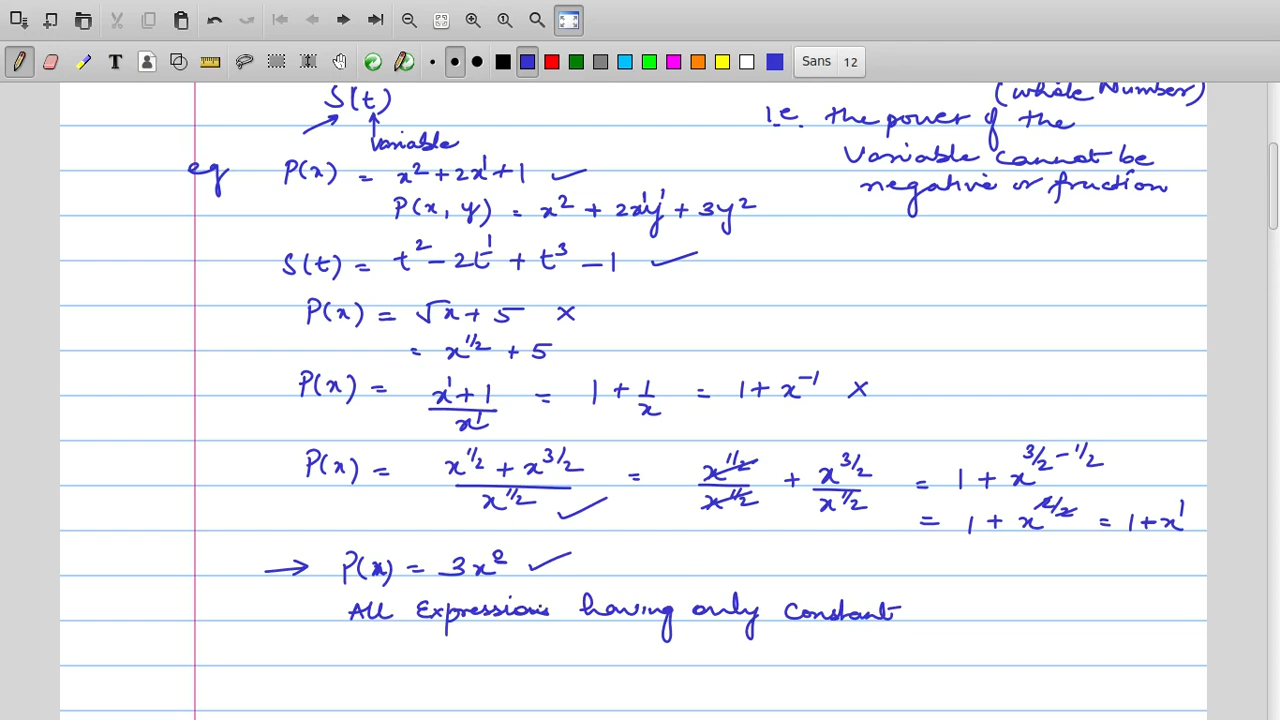 Sans 12
S(t)
variable
(whole Number)
i.e. the power of the
Variable cannot be
negative or fraction
eg P(x) = x² + 2x¹ + 1 ✓
P(x, y) = x² + 2x¹y¹ + 3y²
S(t) = t² - 2t¹ + t³ - 1 ✓
P(x) = √x + 5 ×
= x^1/2 + 5
P(x) = (x¹ + 1)/x¹ = 1 + 1/x = 1 + x⁻¹ ×
P(x) = (x^1/2 + x^3/2)/x^1/2 ✓ = x^1/2/x^1/2 + x^3/2/x^1/2 = 1 + x^3/2 - 1/2
= 1 + x^2/2 = 1 + x¹
→ P(x) = 3x⁰ ✓
All Expressions having only Constant